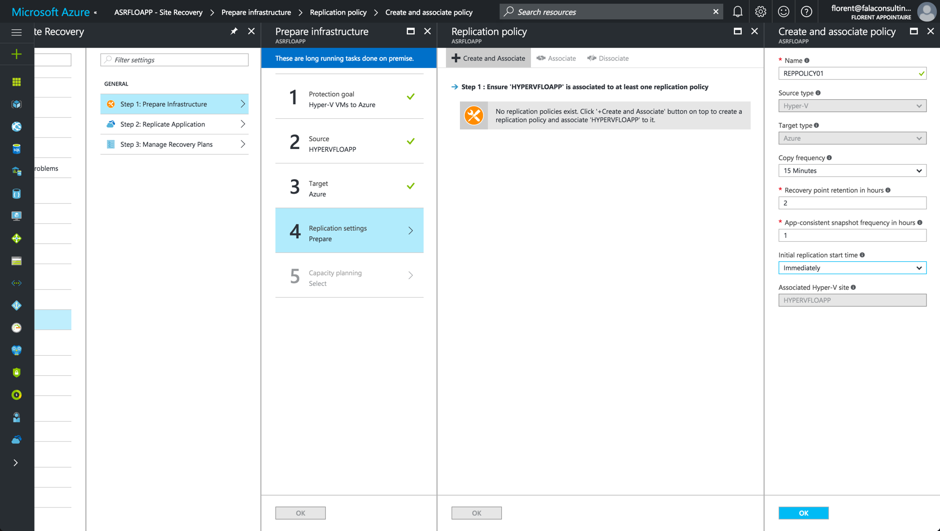 Microsoft Azure
ASRFLOAPP - Site Recovery > Prepare infrastructure > Replication policy > Create and associate policy
Search resources
florent@falaconsultin...
FLORENT APPOINTAIRE
te Recovery
roblems
Filter settings
GENERAL
Step 1: Prepare Infrastructure
Step 2: Replicate Application
Step 3: Manage Recovery Plans
Prepare infrastructure
ASRFLOAPP
These are long running tasks done on premise.
1 Protection goal
Hyper-V VMs to Azure
2 Source
HYPERVFLOAPP
3 Target
Azure
4 Replication settings
Prepare
5 Capacity planning
Select
OK
Replication policy
ASRFLOAPP
Create and Associate
Associate
Dissociate
Step 1 : Ensure 'HYPERVFLOAPP' is associated to at least one replication policy
No replication policies exist. Click '+Create and Associate' button on top to create a
replication policy and associate 'HYPERVFLOAPP' to it.
OK
Create and associate policy
ASRFLOAPP
* Name
REPPOLICY01
Source type
Hyper-V
Target type
Azure
Copy frequency
15 Minutes
* Recovery point retention in hours
2
* App-consistent snapshot frequency in hours
1
Initial replication start time
Immediately
Associated Hyper-V site
HYPERVFLOAPP
OK